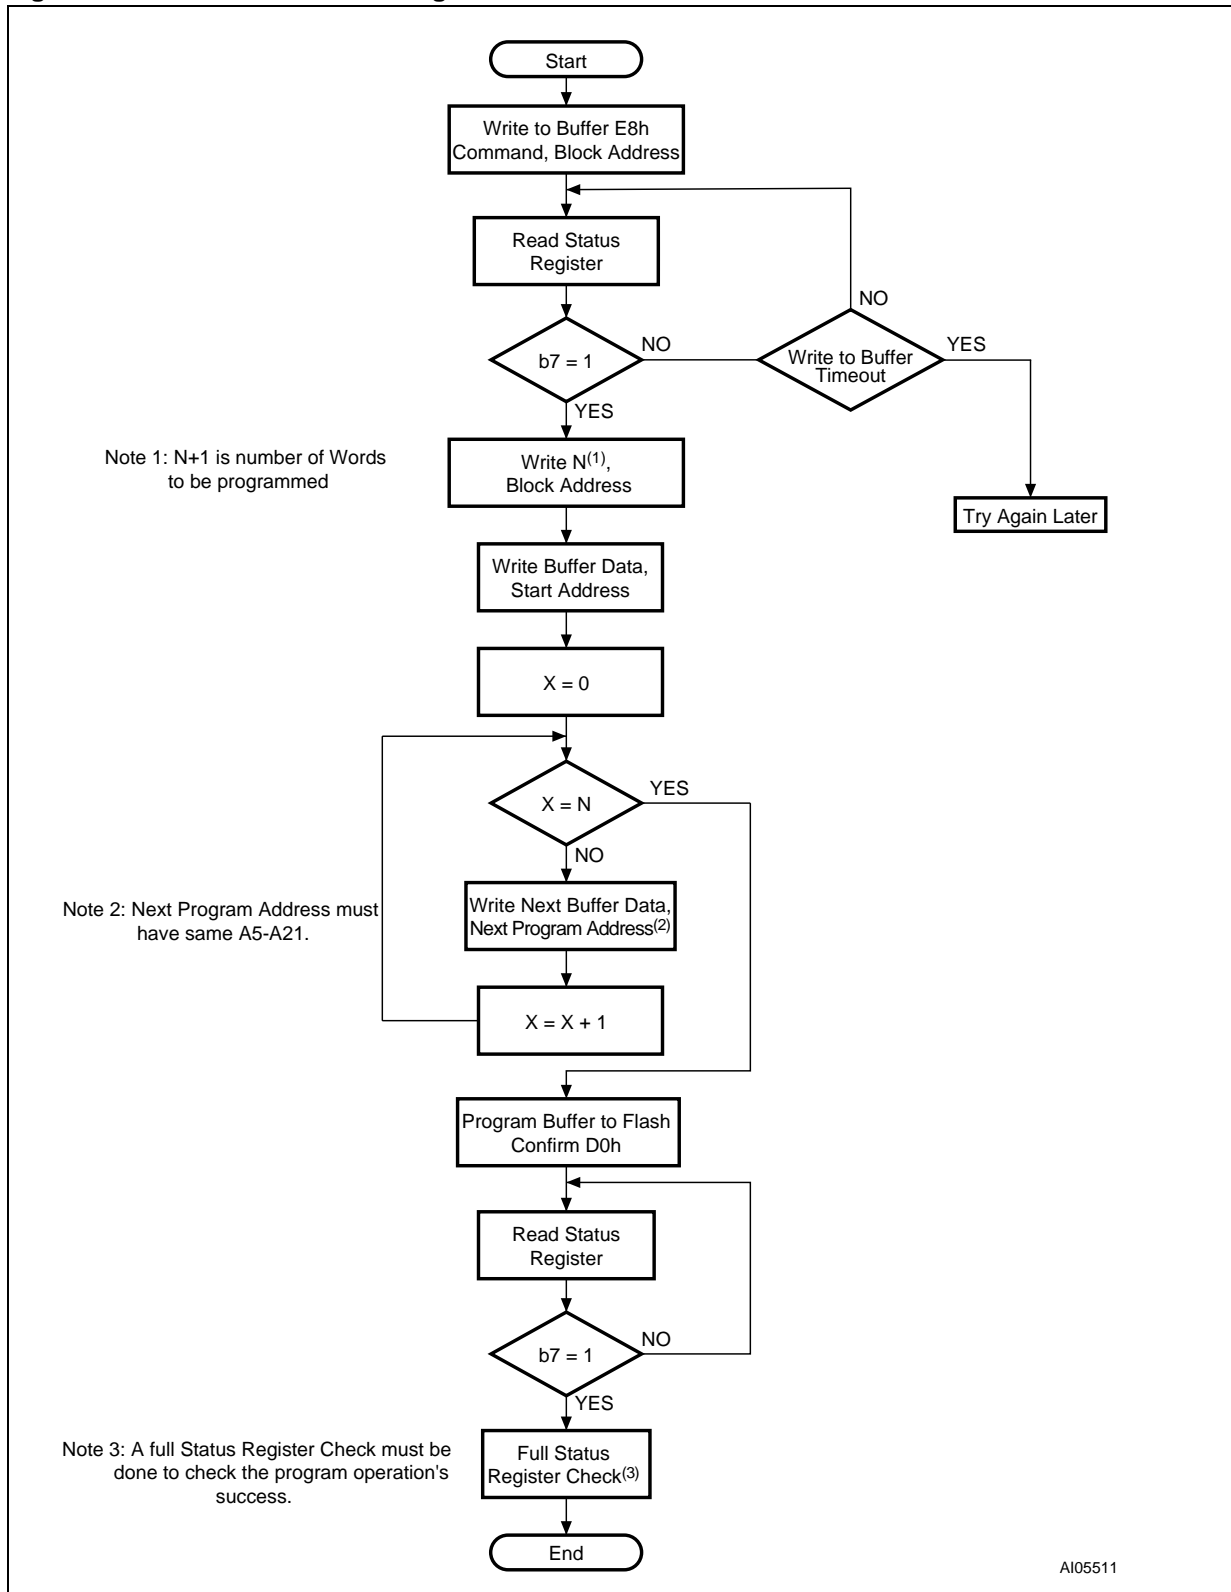 Start
Write to Buffer E8h
Command, Block Address
Read Status
Register
NO
b7 = 1
NO
Write to Buffer
Timeout
YES
YES
Note 1: N+1 is number of Words
to be programmed
Write N(1),
Block Address
Try Again Later
Write Buffer Data,
Start Address
X = 0
X = N
YES
NO
Note 2: Next Program Address must
have same A5-A21.
Write Next Buffer Data,
Next Program Address(2)
X = X + 1
Program Buffer to Flash
Confirm D0h
Read Status
Register
b7 = 1
NO
YES
Note 3: A full Status Register Check must be
done to check the program operation's
success.
Full Status
Register Check(3)
End
AI05511